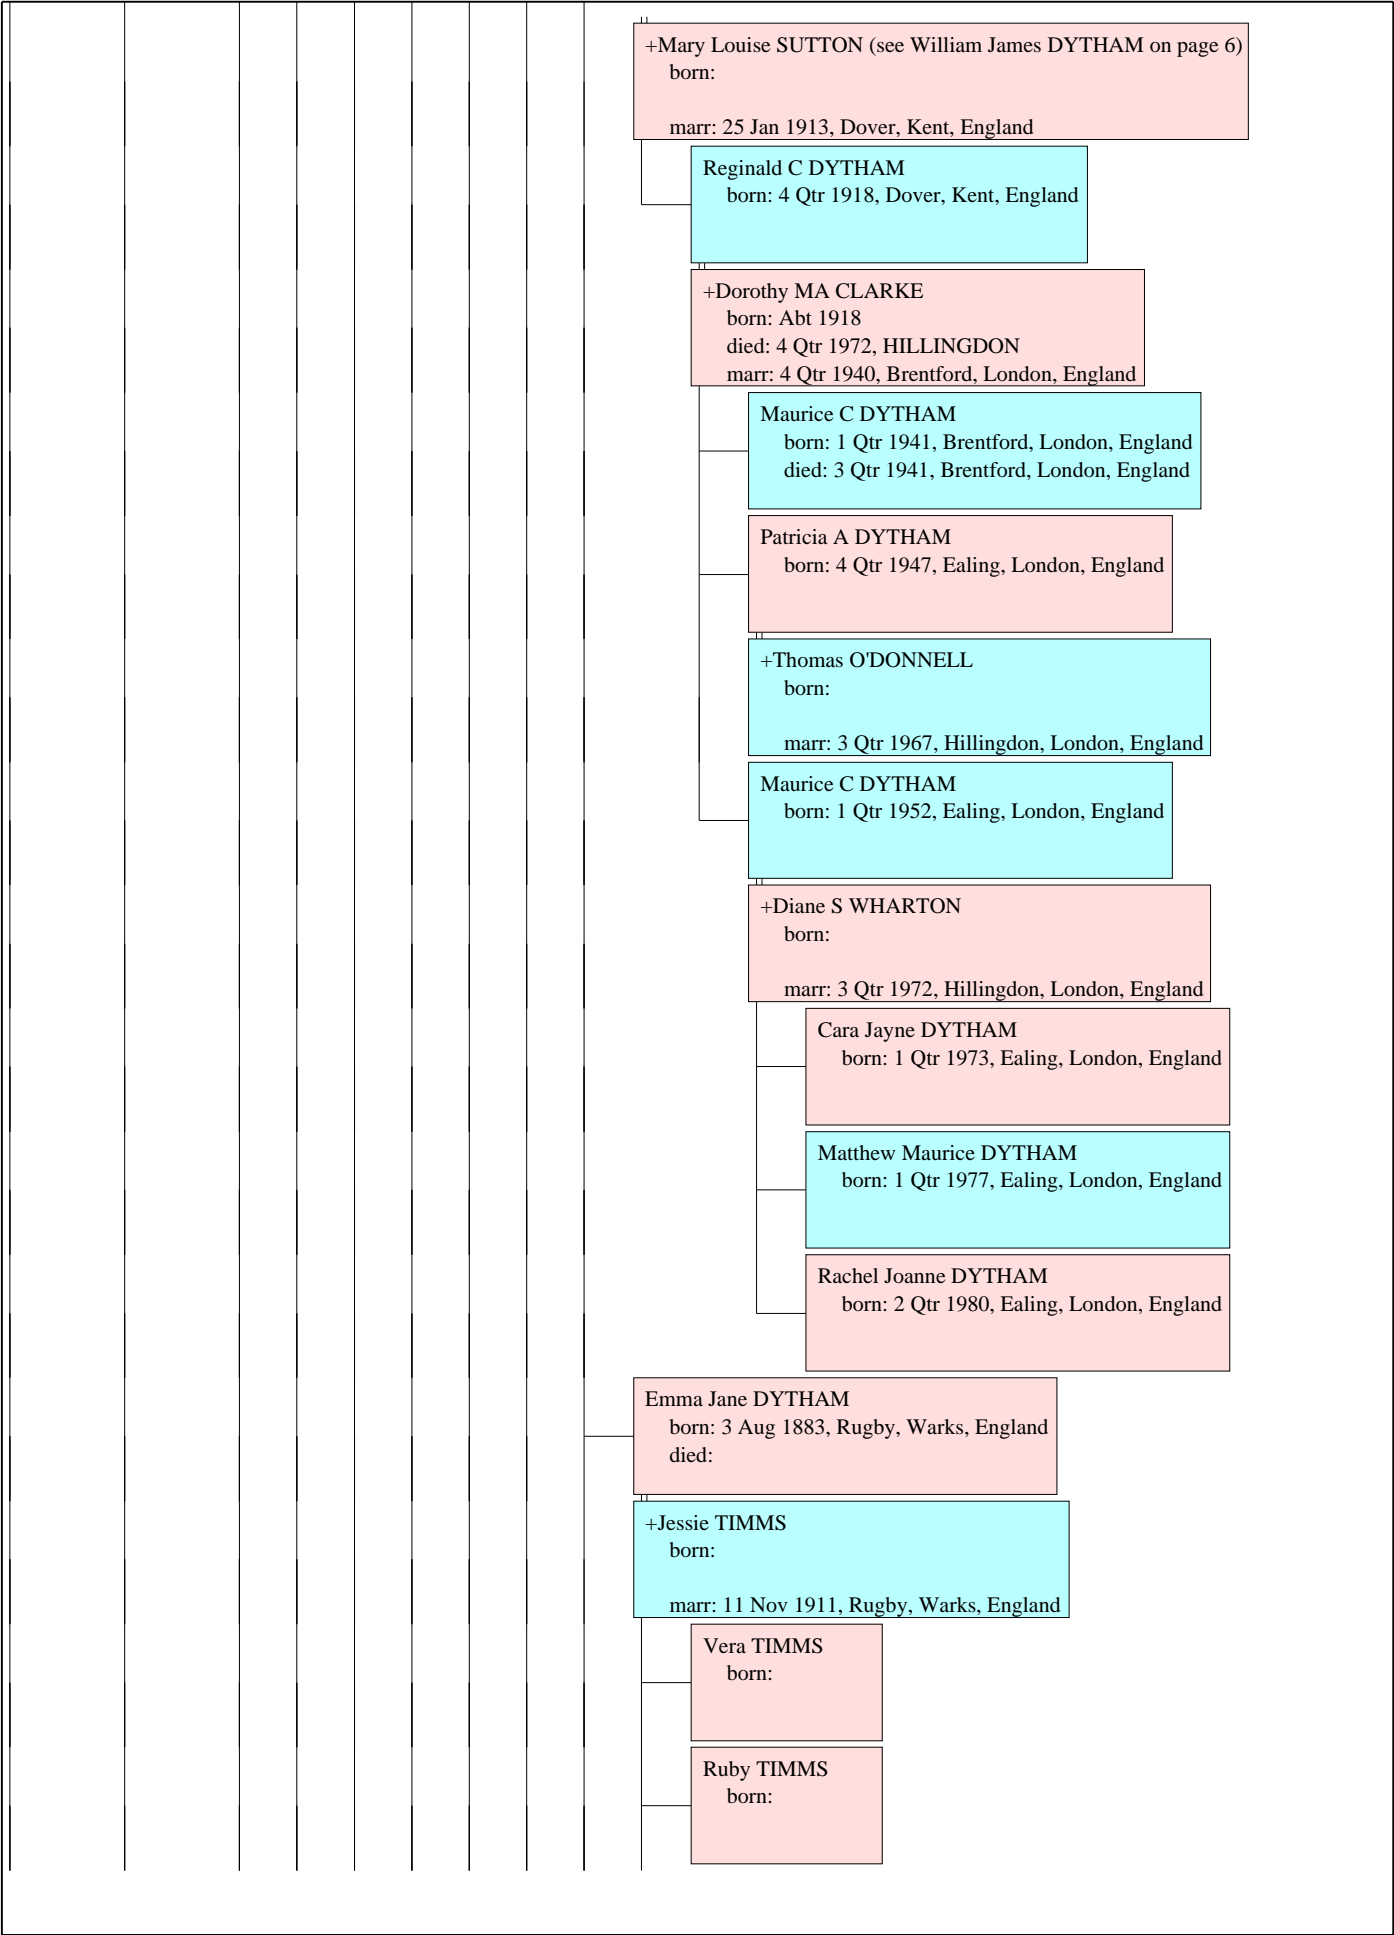 +Mary Louise SUTTON (see William James DYTHAM on page 6)
born:
marr: 25 Jan 1913, Dover, Kent, England
Reginald C DYTHAM
born: 4 Qtr 1918, Dover, Kent, England
+Dorothy MA CLARKE
born: Abt 1918
died: 4 Qtr 1972, HILLINGDON
marr: 4 Qtr 1940, Brentford, London, England
Maurice C DYTHAM
born: 1 Qtr 1941, Brentford, London, England
died: 3 Qtr 1941, Brentford, London, England
Patricia A DYTHAM
born: 4 Qtr 1947, Ealing, London, England
+Thomas O'DONNELL
born:
marr: 3 Qtr 1967, Hillingdon, London, England
Maurice C DYTHAM
born: 1 Qtr 1952, Ealing, London, England
+Diane S WHARTON
born:
marr: 3 Qtr 1972, Hillingdon, London, England
Cara Jayne DYTHAM
born: 1 Qtr 1973, Ealing, London, England
Matthew Maurice DYTHAM
born: 1 Qtr 1977, Ealing, London, England
Rachel Joanne DYTHAM
born: 2 Qtr 1980, Ealing, London, England
Emma Jane DYTHAM
born: 3 Aug 1883, Rugby, Warks, England
died:
+Jessie TIMMS
born:
marr: 11 Nov 1911, Rugby, Warks, England
Vera TIMMS
born:
Ruby TIMMS
born: